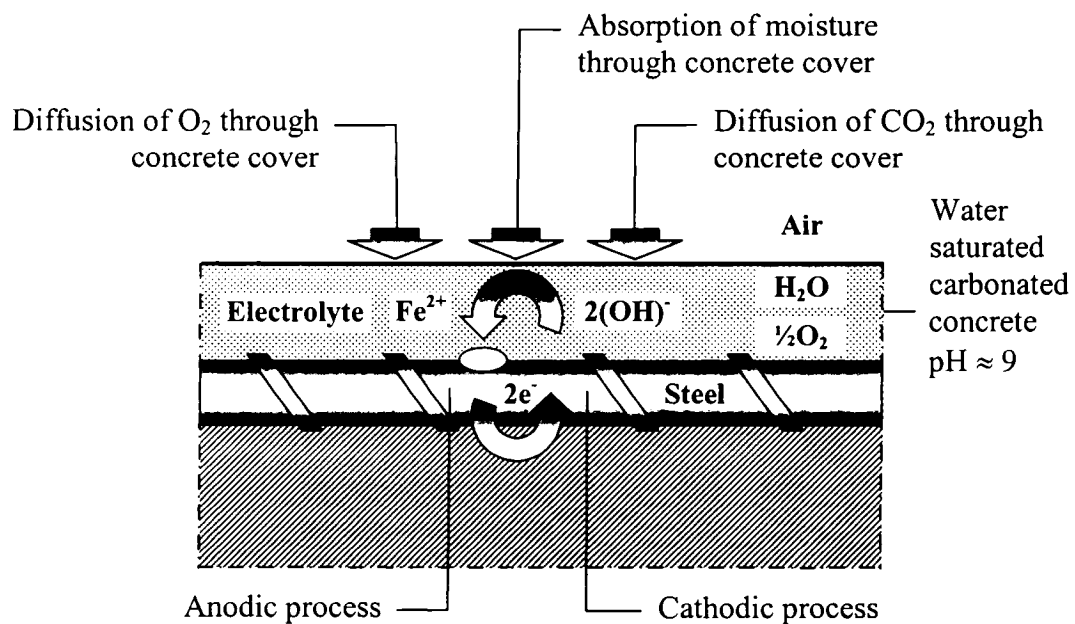 Absorption of moisture
through concrete cover
Diffusion of O₂ through
concrete cover
Diffusion of CO₂ through
concrete cover
Air
Water
saturated
carbonated
concrete
pH ≈ 9
Electrolyte
Fe²⁺
2(OH)⁻
H₂O
½O₂
2e⁻
Steel
Anodic process
Cathodic process